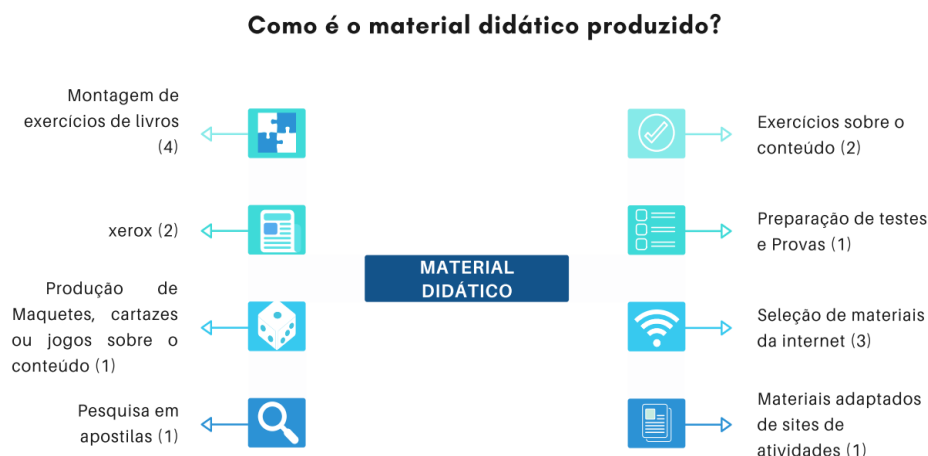 Como é o material didático produzido?
Montagem de
exercícios de livros
(4)
xerox (2)
Produção de
Maquetes, cartazes
ou jogos sobre o
conteúdo (1)
Pesquisa em
apostilas (1)
MATERIAL
DIDÁTICO
Exercícios sobre o
conteúdo (2)
Preparação de testes
e Provas (1)
Seleção de materiais
da internet (3)
Materiais adaptados
de sites de
atividades (1)